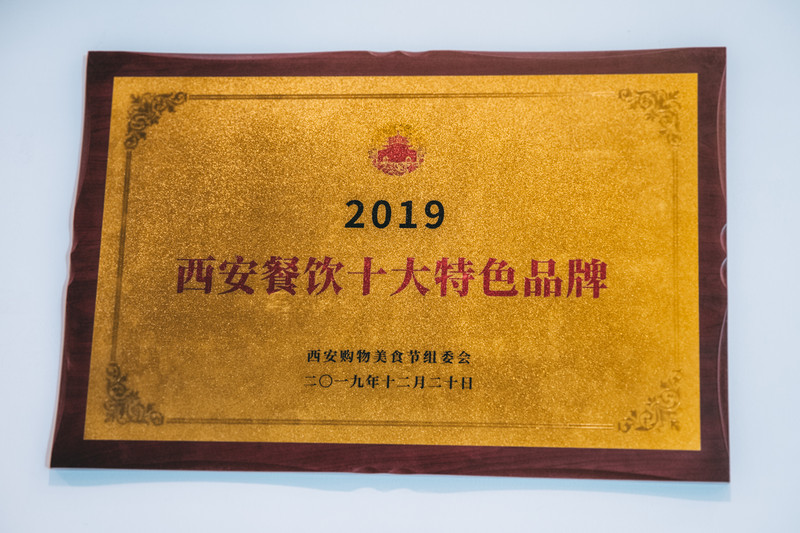 2019
西安餐饮十大特色品牌
西安购物美食节组委会
二〇一九年十二月二十日